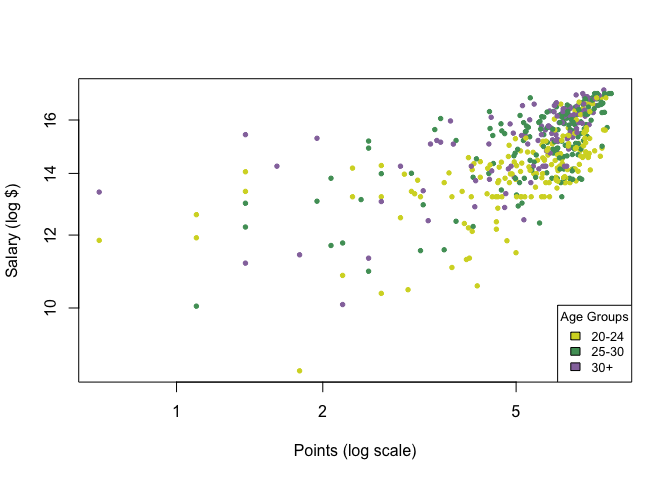 16
14
12
10
Salary (log $)
1 2 5
Points (log scale)
Age Groups
20-24
25-30
30+